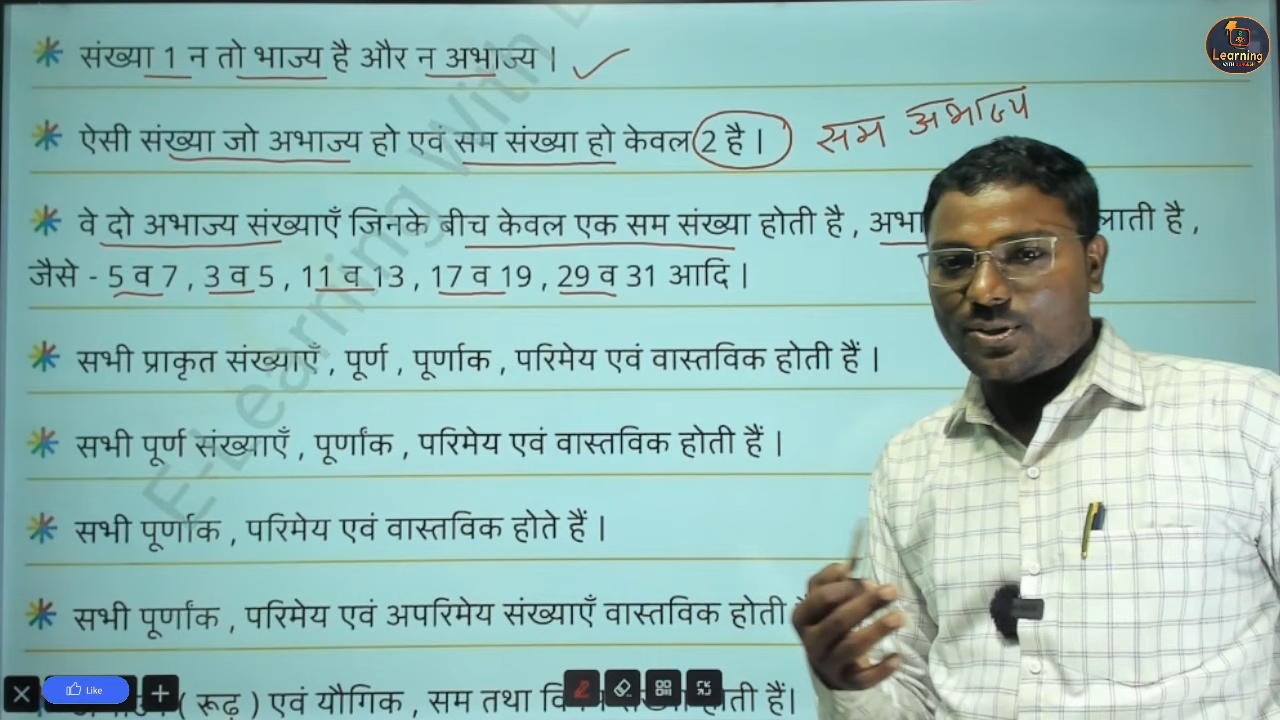 संख्या 1 न तो भाज्य है और न अभाज्य ।
ऐसी संख्या जो अभाज्य हो एवं सम संख्या हो केवल 2 है ।
सम अभाज्य
वे दो अभाज्य संख्याएँ जिनके बीच केवल एक सम संख्या होती है , अभा लाती है ,
जैसे - 5 व 7 , 3 व 5 , 11 व 13 , 17 व 19 , 29 व 31 आदि ।
सभी प्राकृत संख्याएँ , पूर्ण , पूर्णाक , परिमेय एवं वास्तविक होती हैं ।
सभी पूर्ण संख्याएँ , पूर्णांक , परिमेय एवं वास्तविक होती हैं ।
सभी पूर्णाक , परिमेय एवं वास्तविक होते हैं ।
सभी पूर्णांक , परिमेय एवं अपरिमेय संख्याएँ वास्तविक होती
( रूढ़ ) एवं यौगिक , सम तथा होती हैं।
E-Learning With
Learning
Like